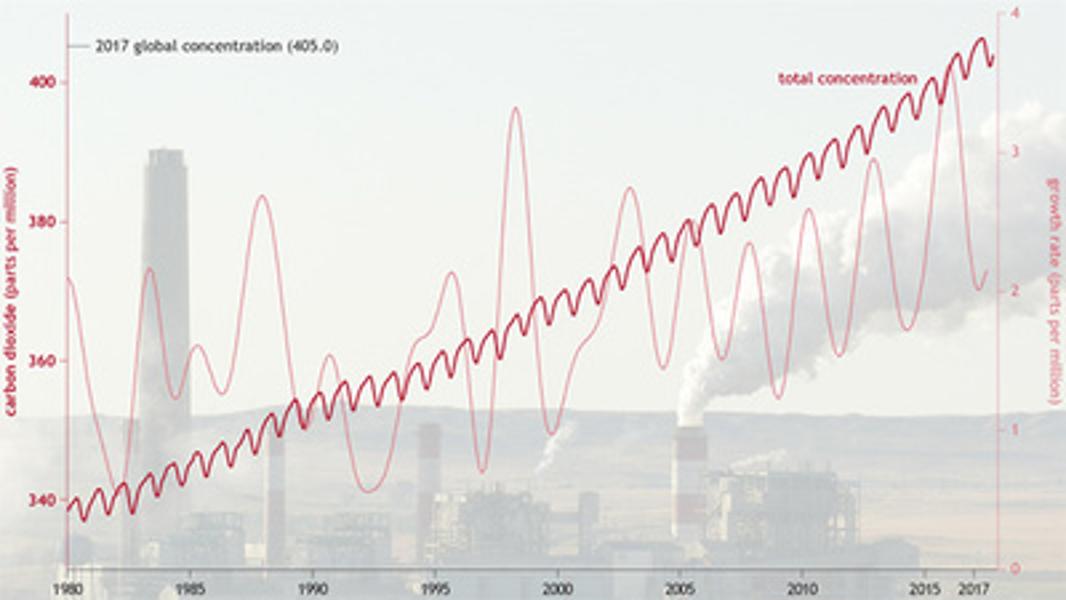 4
2017 global concentration (405.0)
400
total concentration
3
carbon dioxide (parts per million)
growth rate (parts per million)
380
2
360
1
340
0
1980 1985 1990 1995 2000 2005 2010 2015 2017